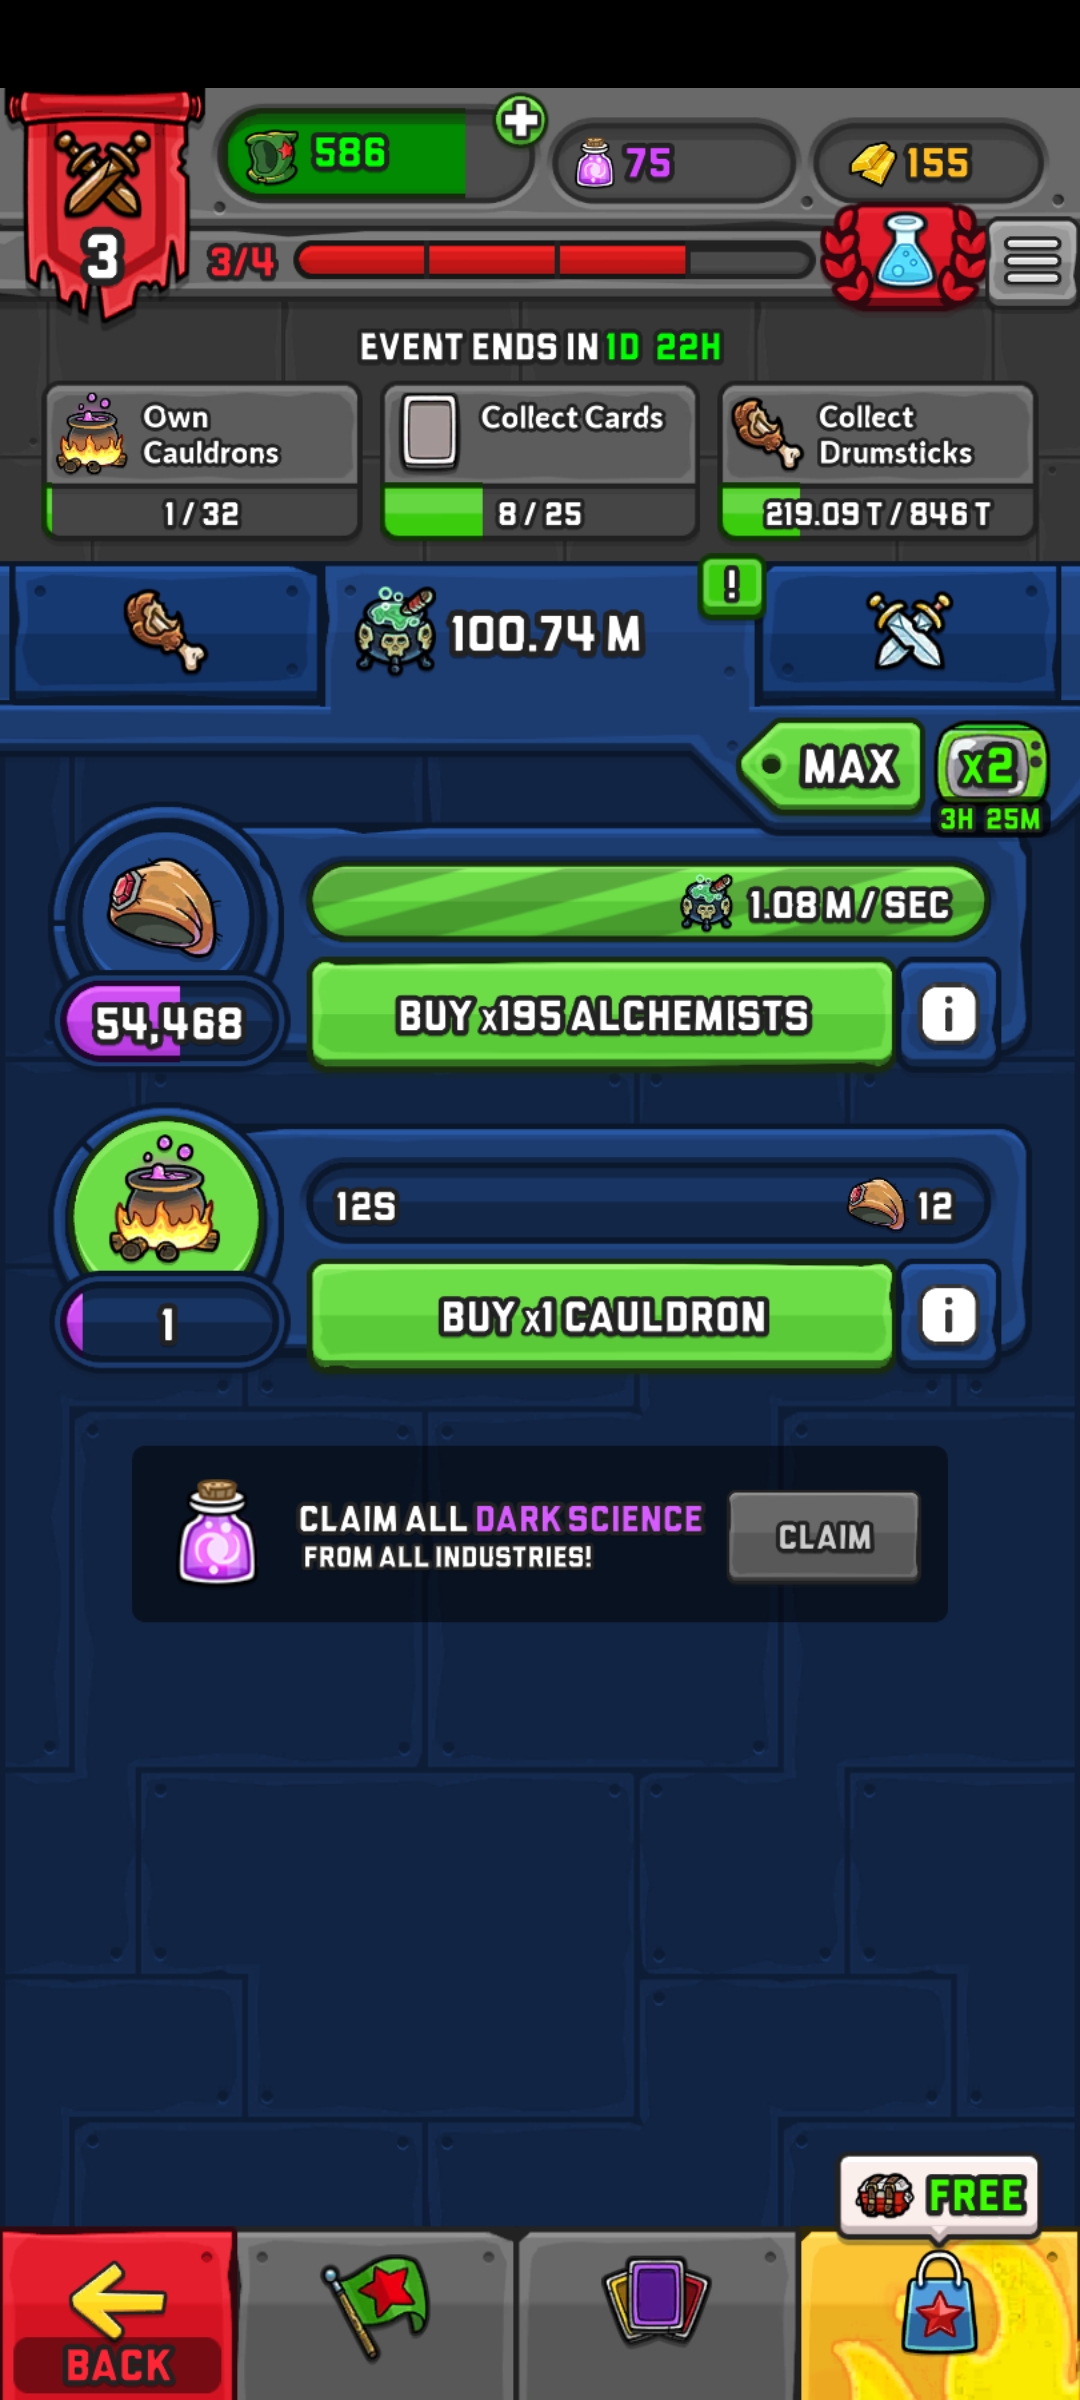 586
75
155
3
3/4
EVENT ENDS IN 1D 22H
Own
Cauldrons
1 / 32
Collect Cards
8 / 25
Collect
Drumsticks
219.09 T / 846 T
100.74 M
!
MAX
x2
3H 25M
1.08 M / SEC
54,468
BUY x195 ALCHEMISTS
i
12S
12
1
BUY x1 CAULDRON
i
CLAIM ALL DARK SCIENCE
FROM ALL INDUSTRIES!
CLAIM
FREE
BACK